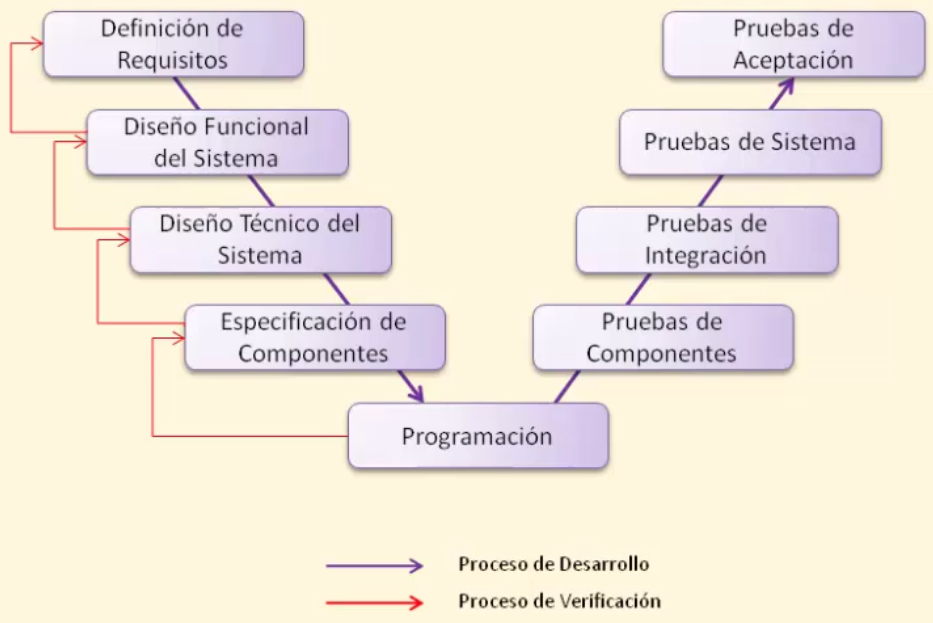 Definición de
Requisitos
Diseño Funcional
del Sistema
Diseño Técnico del
Sistema
Especificación de
Componentes
Programación
Pruebas de
Componentes
Pruebas de
Integración
Pruebas de Sistema
Pruebas de
Aceptación
Proceso de Desarrollo
Proceso de Verificación